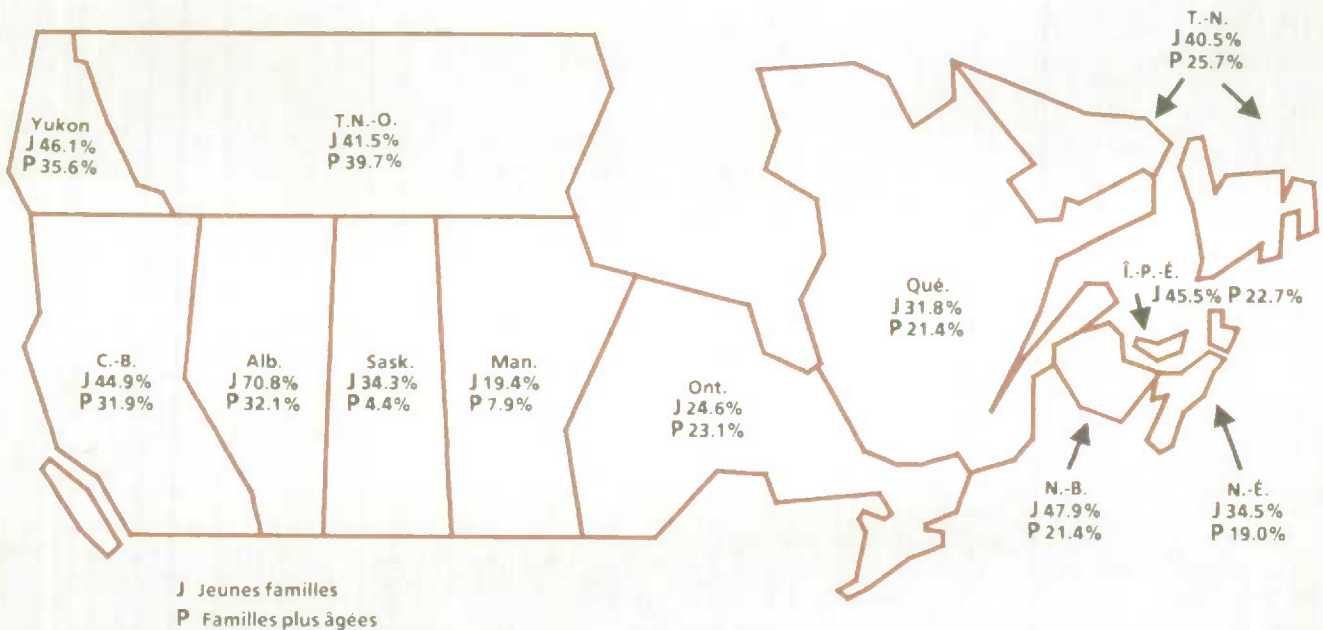 T.-N.
J 40.5%
P 25.7%
Yukon
J 46.1%
P 35.6%
T.N.-O.
J 41.5%
P 39.7%
Î.-P.-É.
J 45.5% P 22.7%
Qué.
J 31.8%
P 21.4%
C.-B.
J 44.9%
P 31.9%
Alb.
J 70.8%
P 32.1%
Sask.
J 34.3%
P 4.4%
Man.
J 19.4%
P 7.9%
Ont.
J 24.6%
P 23.1%
N.-B.
J 47.9%
P 21.4%
N.-É.
J 34.5%
P 19.0%
J Jeunes familles
P Familles plus âgées